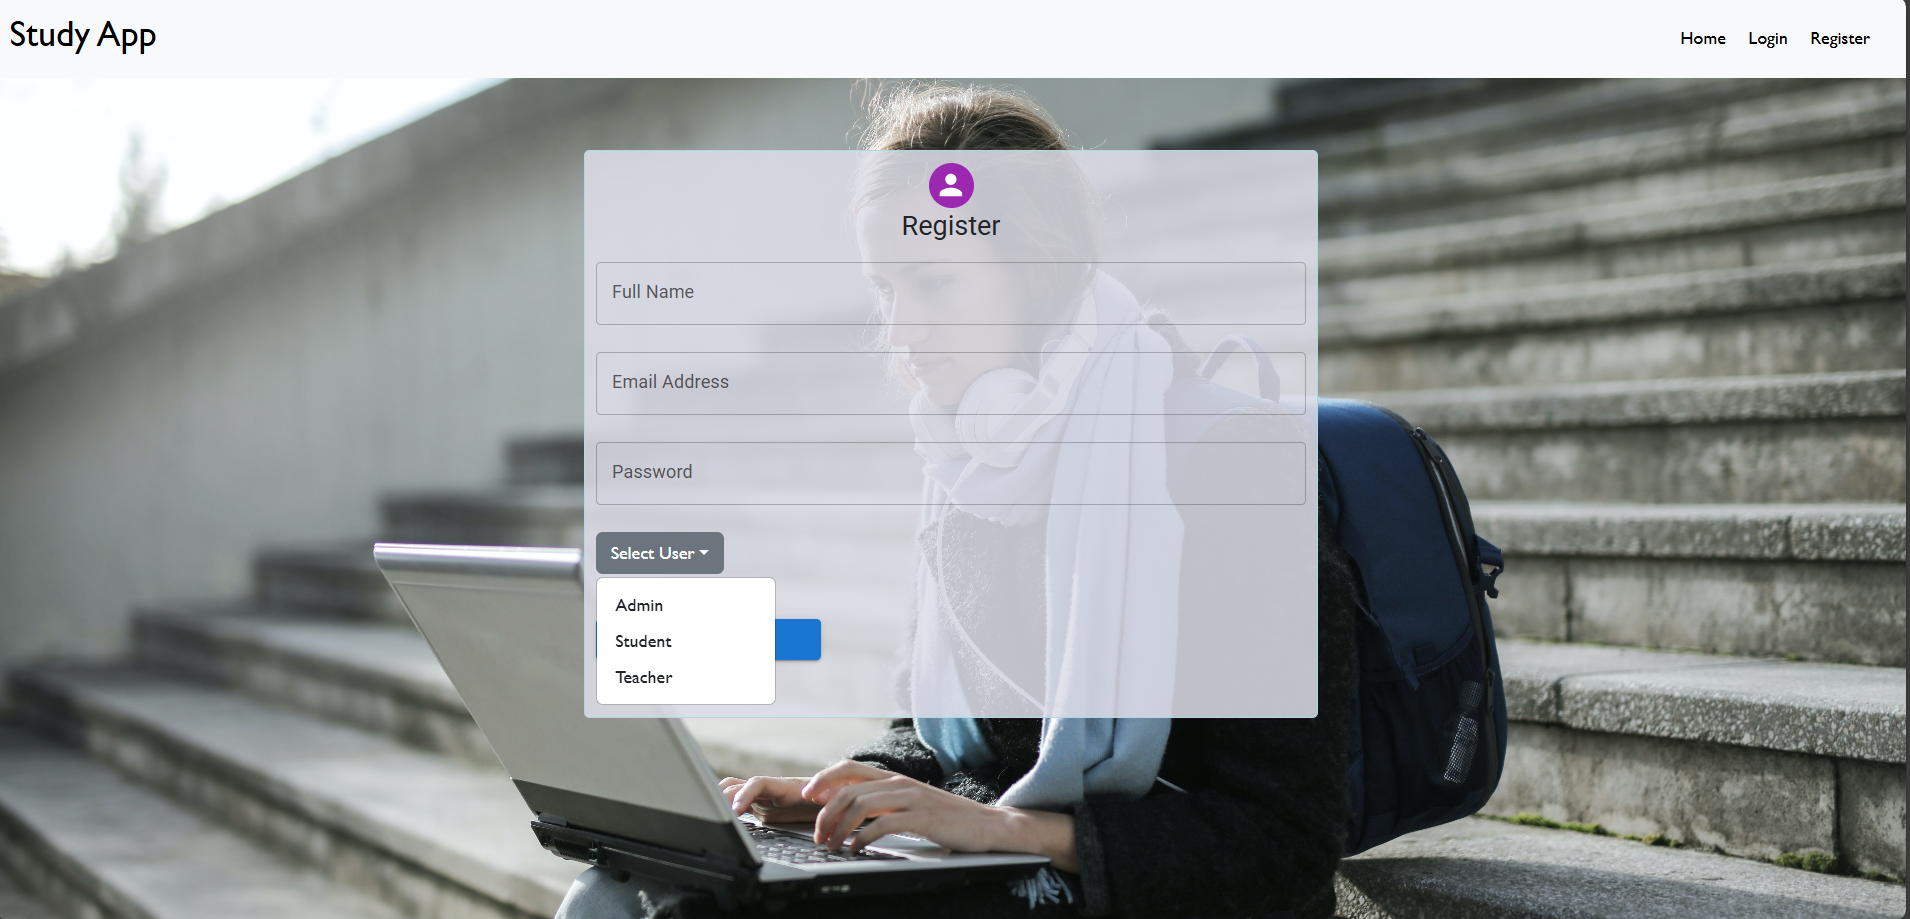 Study App
Home Login Register
Register
Full Name
Email Address
Password
Select User
Admin
Student
Teacher